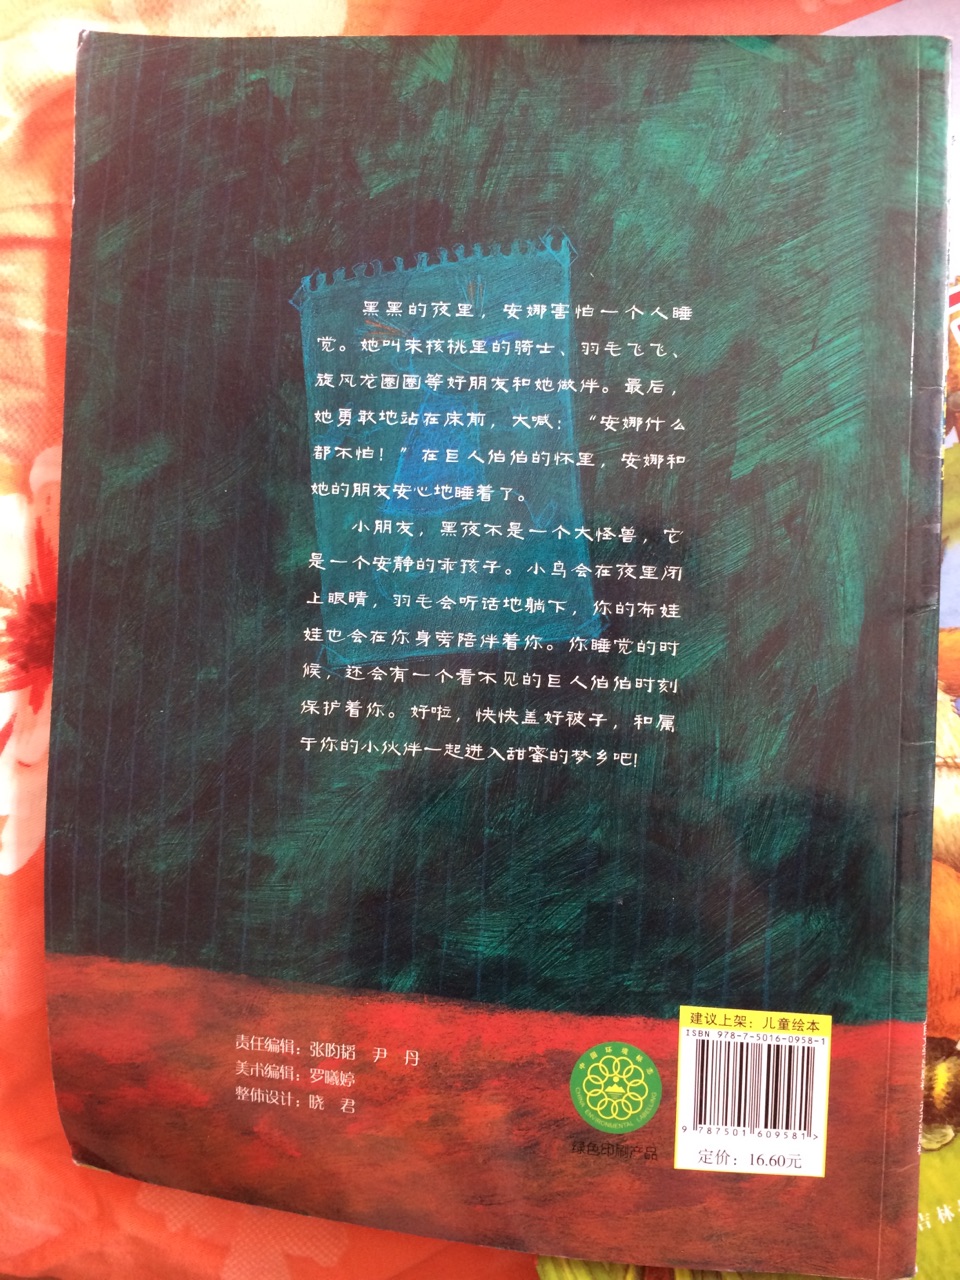 黑黑的夜里，安娜害怕一个人睡
觉。她叫来核桃里的骑士、羽毛飞飞、
旋风龙圈圈等好朋友和她做伴。最后，
她勇敢地站在床前，大喊：“安娜什么
都不怕！”在巨人伯伯的怀里，安娜和
她的朋友安心地睡着了。
小朋友，黑夜不是一个大怪兽，它
是一个安静的乖孩子。小鸟会在夜里闭
上眼睛，羽毛会听话地躺下，你的布娃
娃也会在你身旁陪伴着你。你睡觉的时
候，还会有一个看不见的巨人伯伯时刻
保护着你。好啦，快快盖好被子，和属
于你的小伙伴一起进入甜蜜的梦乡吧！
责任编辑：张昀韬 尹 丹
美术编辑：罗曦婷
整体设计：晓 君
中国环境标志
CHINA ENVIRONMENTAL LABELLING
绿色印刷产品
建议上架：儿童绘本
ISBN 978-7-5016-0958-1
9 787501 609581 >
定价：16.60元